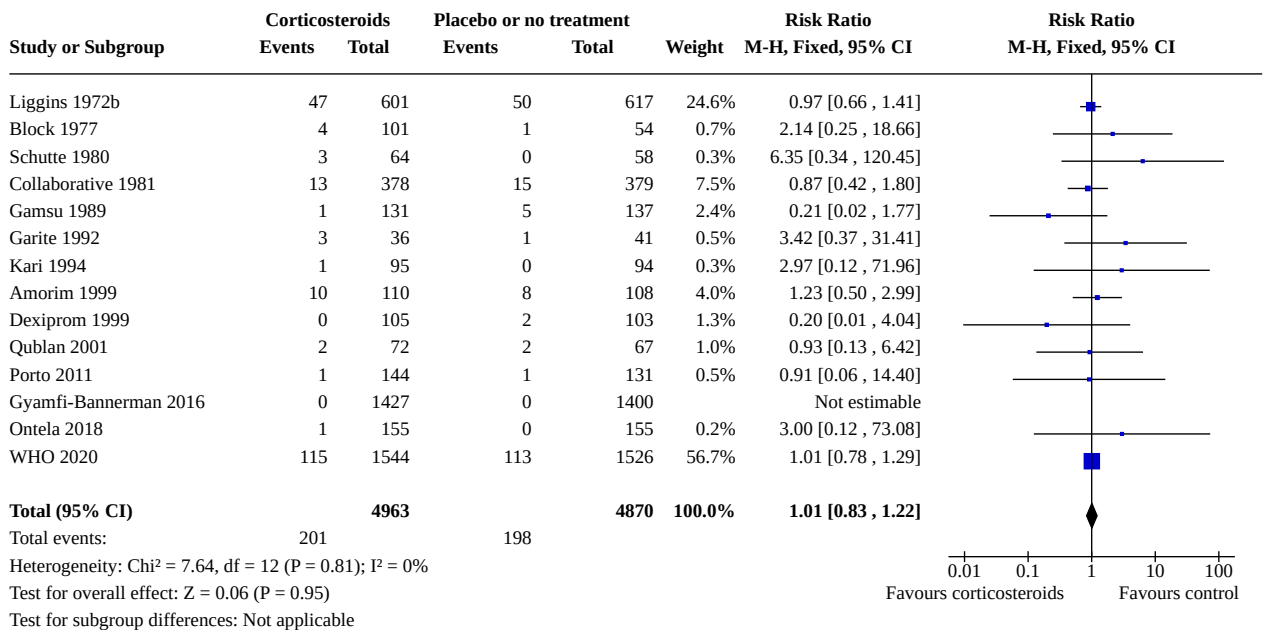 Corticosteroids Placebo or no treatment Risk Ratio Risk Ratio
Study or Subgroup Events Total Events Total Weight M-H, Fixed, 95% CI M-H, Fixed, 95% CI
Liggins 1972b 47 601 50 617 24.6% 0.97 [0.66 , 1.41]
Block 1977 4 101 1 54 0.7% 2.14 [0.25 , 18.66]
Schutte 1980 3 64 0 58 0.3% 6.35 [0.34 , 120.45]
Collaborative 1981 13 378 15 379 7.5% 0.87 [0.42 , 1.80]
Gamsu 1989 1 131 5 137 2.4% 0.21 [0.02 , 1.77]
Garite 1992 3 36 1 41 0.5% 3.42 [0.37 , 31.41]
Kari 1994 1 95 0 94 0.3% 2.97 [0.12 , 71.96]
Amorim 1999 10 110 8 108 4.0% 1.23 [0.50 , 2.99]
Dexiprom 1999 0 105 2 103 1.3% 0.20 [0.01 , 4.04]
Qublan 2001 2 72 2 67 1.0% 0.93 [0.13 , 6.42]
Porto 2011 1 144 1 131 0.5% 0.91 [0.06 , 14.40]
Gyamfi-Bannerman 2016 0 1427 0 1400 Not estimable
Ontela 2018 1 155 0 155 0.2% 3.00 [0.12 , 73.08]
WHO 2020 115 1544 113 1526 56.7% 1.01 [0.78 , 1.29]
Total (95% CI) 4963 4870 100.0% 1.01 [0.83 , 1.22]
Total events: 201 198
Heterogeneity: Chi² = 7.64, df = 12 (P = 0.81); I² = 0%
0.01 0.1 1 10 100
Test for overall effect: Z = 0.06 (P = 0.95) Favours corticosteroids Favours control
Test for subgroup differences: Not applicable